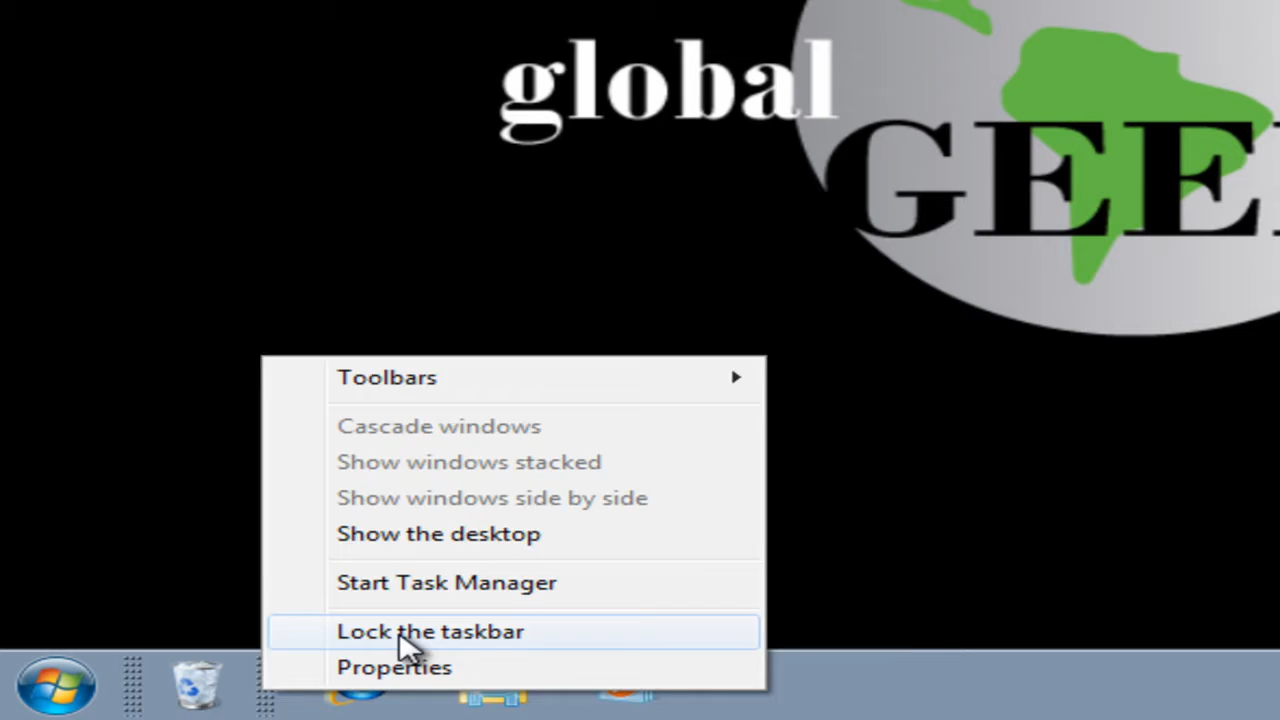 global
GEE
Toolbars
Cascade windows
Show windows stacked
Show windows side by side
Show the desktop
Start Task Manager
Lock the taskbar
Properties